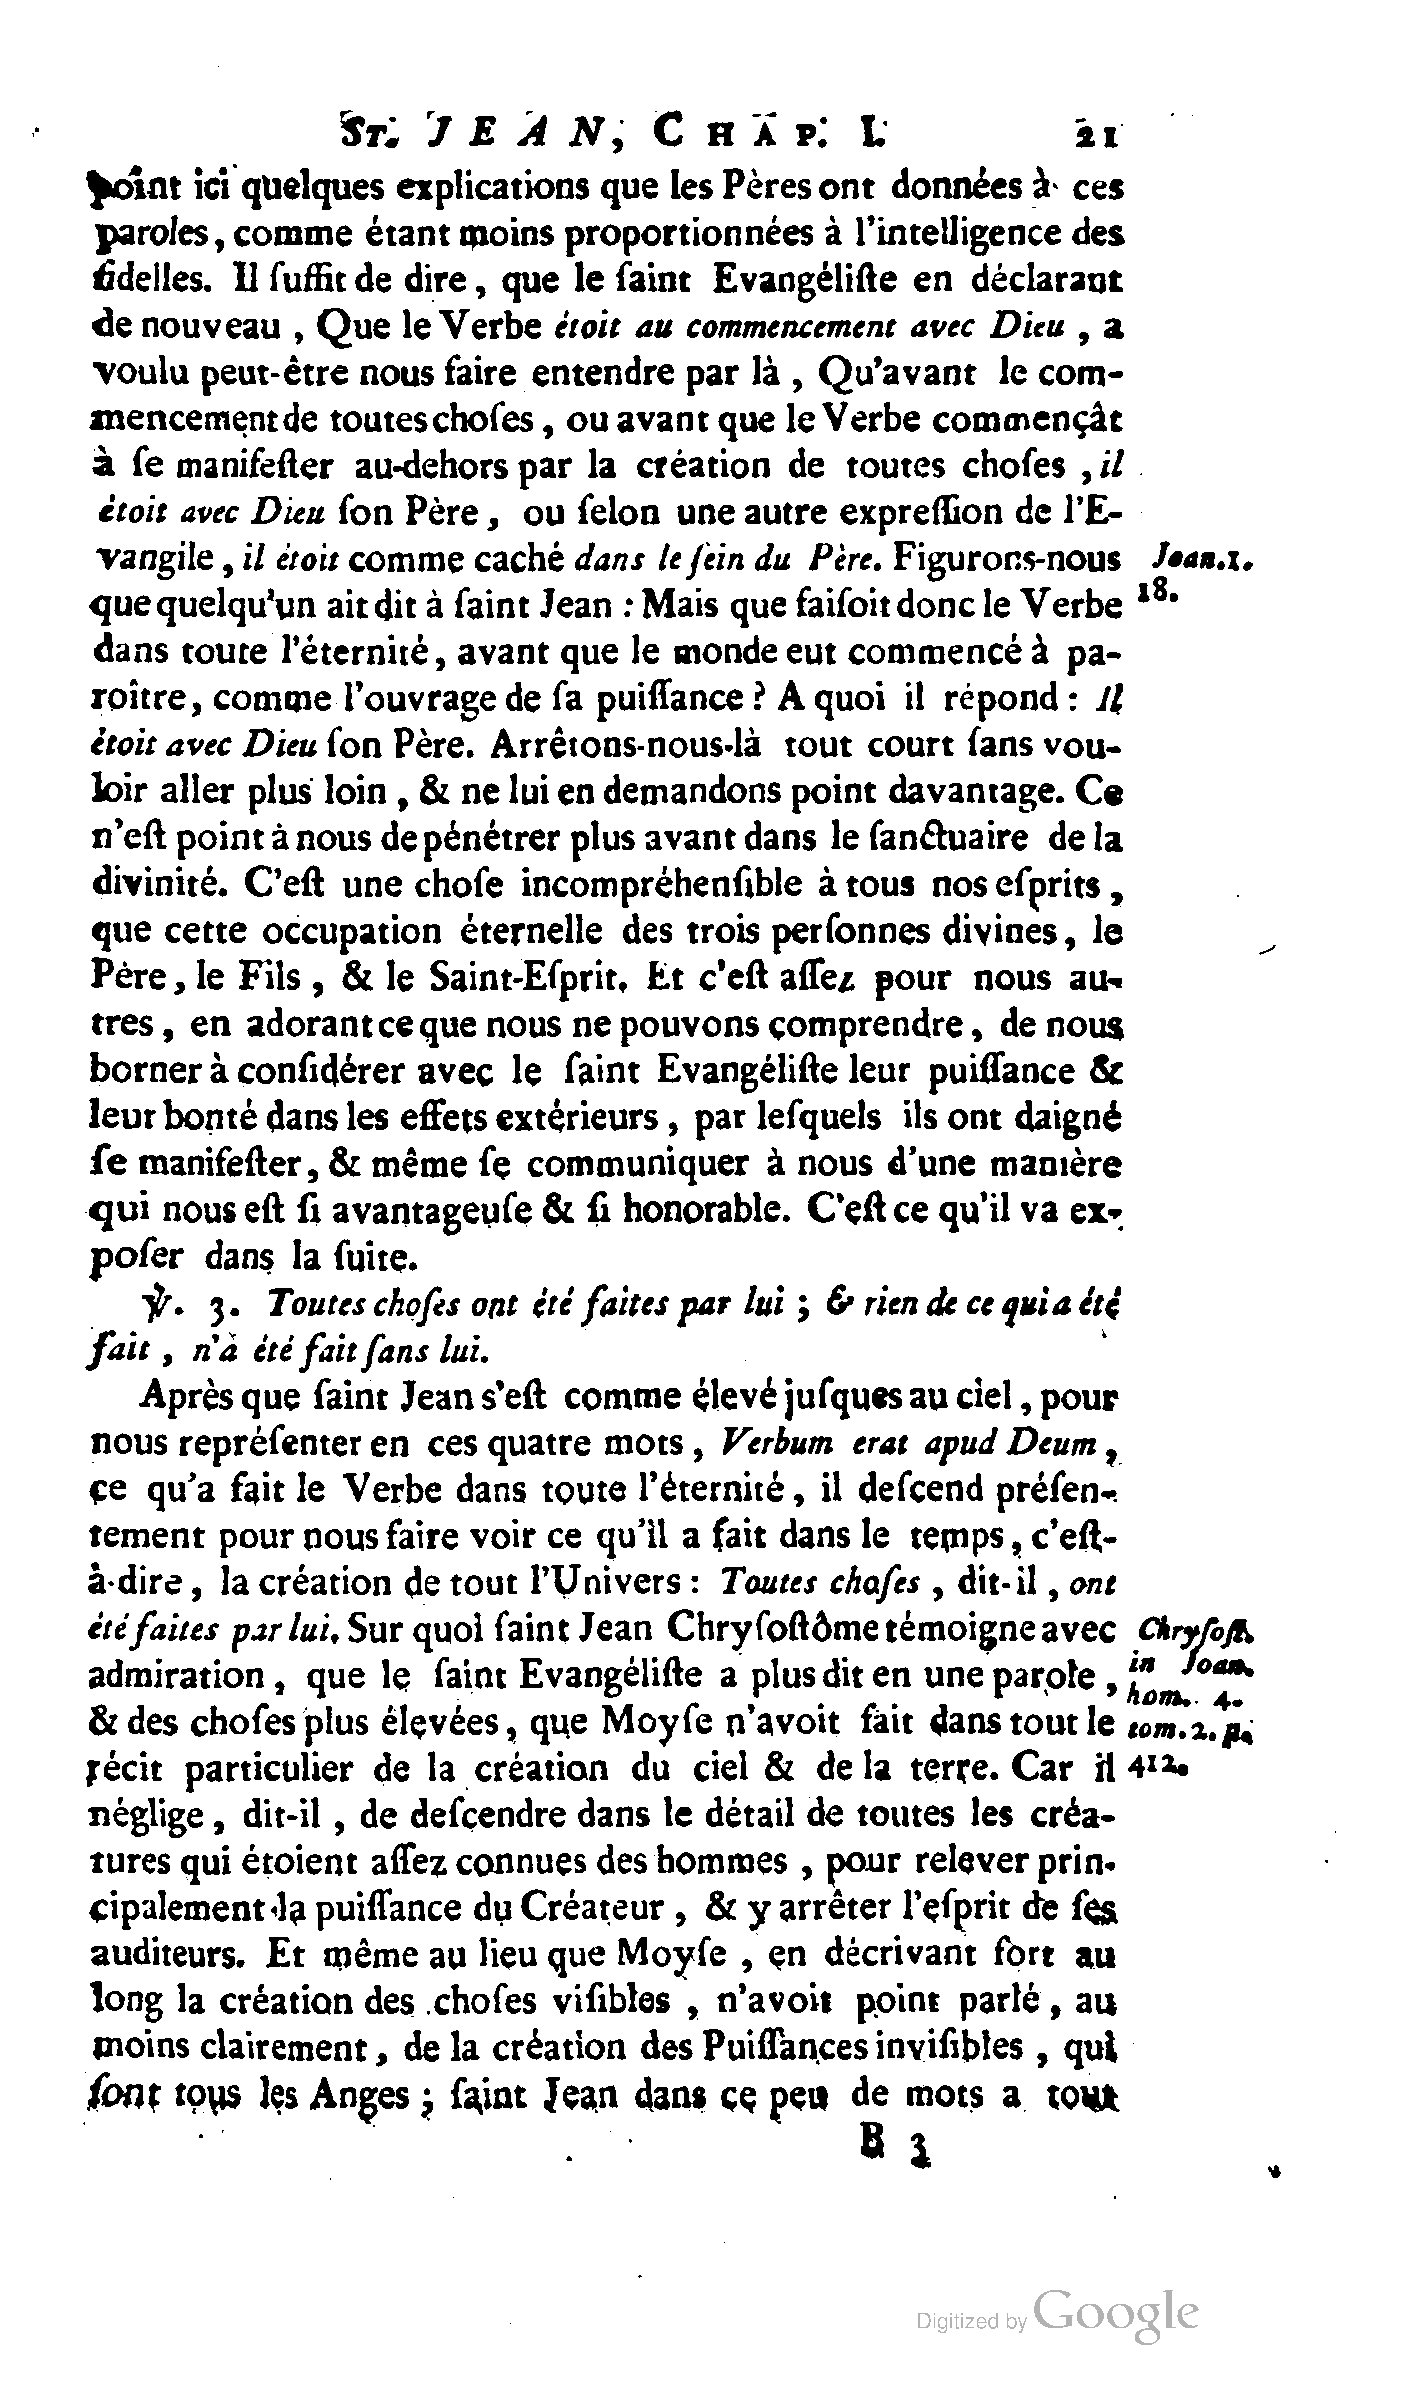 ST. JEAN, CHAP. I. 21
point ici quelques explications que les Pères ont données à ces
paroles, comme étant moins proportionnées à l'intelligence des
fidelles. Il ſuffit de dire, que le ſaint Evangéliſte en déclarant
de nouveau, Que le Verbe étoit au commencement avec Dieu, a
voulu peut-être nous faire entendre par là, Qu'avant le com-
mencement de toutes choſes, ou avant que le Verbe commençât
à ſe manifeſter au-dehors par la création de toutes choſes, il
étoit avec Dieu ſon Père, ou ſelon une autre expreſſion de l'E-
vangile, il étoit comme caché dans le ſein du Père. Figurons-nous
Joan.1.
que quelqu'un ait dit à ſaint Jean : Mais que faiſoit donc le Verbe
18.
dans toute l'éternité, avant que le monde eut commencé à pa-
roître, comme l'ouvrage de ſa puiſſance ? A quoi il répond : Il
étoit avec Dieu ſon Père. Arrêtons-nous-là tout court ſans vou-
loir aller plus loin, & ne lui en demandons point davantage. Ce
n'eſt point à nous de pénétrer plus avant dans le ſanctuaire de la
divinité. C'eſt une choſe incompréhenſible à tous nos eſprits,
que cette occupation éternelle des trois perſonnes divines, le
Père, le Fils, & le Saint-Eſprit. Et c'eſt aſſez pour nous au-
tres, en adorant ce que nous ne pouvons comprendre, de nous
borner à conſidérer avec le ſaint Evangéliſte leur puiſſance &
leur bonté dans les effets extérieurs, par leſquels ils ont daigné
ſe manifeſter, & même ſe communiquer à nous d'une manière
qui nous eſt ſi avantageuſe & ſi honorable. C'eſt ce qu'il va ex-
poſer dans la ſuite.
℣. 3. Toutes choſes ont été faites par lui ; & rien de ce qui a été
fait, n'a été fait ſans lui.
Après que ſaint Jean s'eſt comme élevé juſques au ciel, pour
nous repréſenter en ces quatre mots, Verbum erat apud Deum,
ce qu'a fait le Verbe dans toute l'éternité, il deſcend préſen-
tement pour nous faire voir ce qu'il a fait dans le temps, c'eſt-
à-dire, la création de tout l'Univers : Toutes choſes, dit-il, ont
été faites par lui. Sur quoi ſaint Jean Chryſoſtôme témoigne avec
Chryſoſt.
admiration, que le ſaint Evangéliſte a plus dit en une parole,
in Joan.
hom. 4.
& des choſes plus élevées, que Moyſe n'avoit fait dans tout le
tom. 2. p.
récit particulier de la création du ciel & de la terre. Car il
412.
néglige, dit-il, de deſcendre dans le détail de toutes les créa-
tures qui étoient aſſez connues des hommes, pour relever prin-
cipalement la puiſſance du Créateur, & y arrêter l'eſprit de ſes
auditeurs. Et même au lieu que Moyſe, en décrivant fort au
long la création des choſes viſibles, n'avoit point parlé, au
moins clairement, de la création des Puiſſances inviſibles, qui
ſont tous les Anges ; ſaint Jean dans ce peu de mots a tout
B 3
Digitized by Google